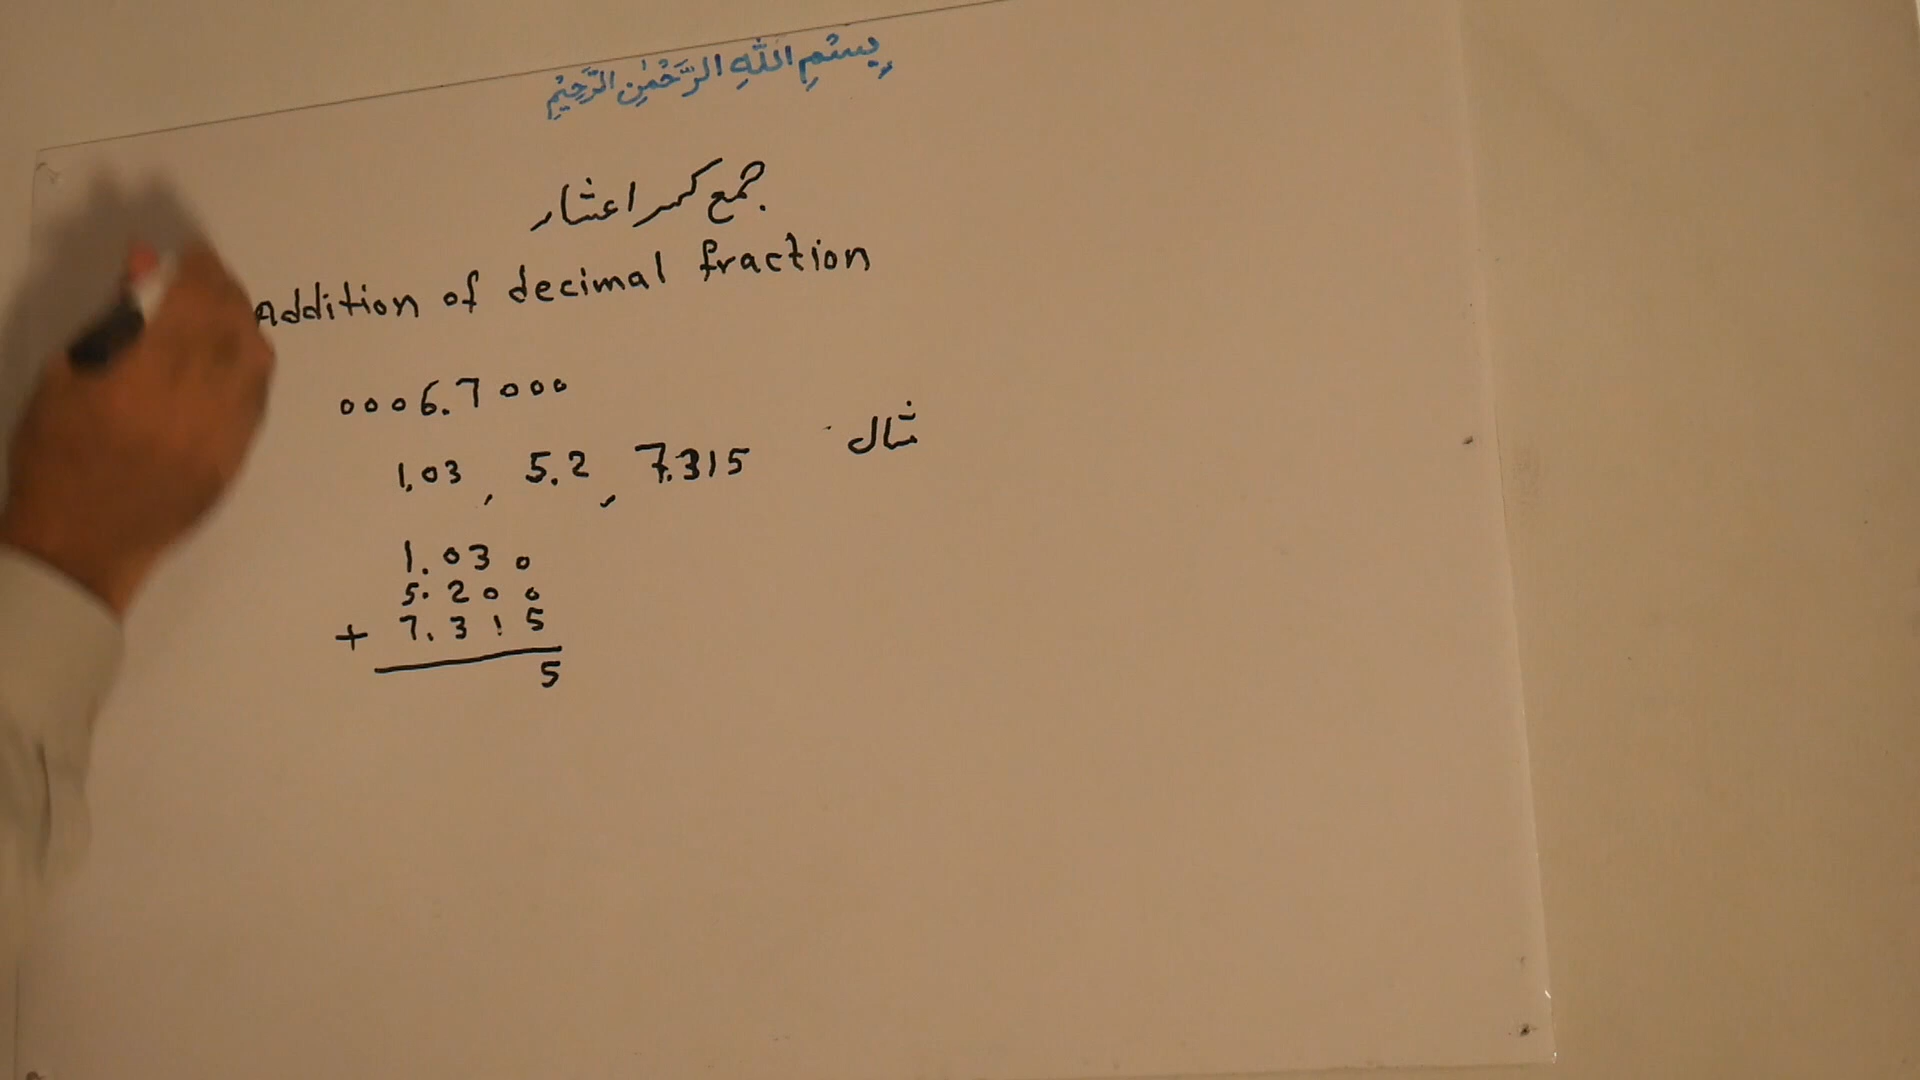 بِسْمِ اللهِ الرَّحْمٰنِ الرَّحِيْمِ
جمع کسر اعشار
Addition of decimal fraction
0006.7000
1.03 , 5.2 , 7.315 مثال
1.030
5.200
+ 7.315
5